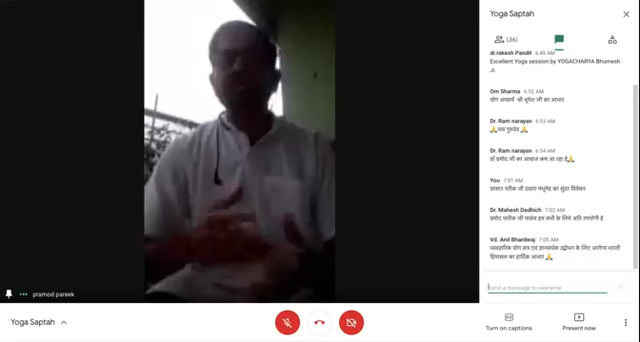 Yoga Saptah
(34)
dr.rakesh Pandit 6:49 AM
Excellent Yoga session by YOGACHARYA Bhumesh
Ji.
Om Sharma 6:52 AM
योग आचार्य श्री भूमेश जी का आभार
Dr. Ram narayan 6:53 AM
🙏जय गुरुदेव 🙏
Dr. Ram narayan 6:54 AM
डॉ प्रमोद जी का आवाज कम आ रहा है🙏
You 7:01 AM
डाक्टर पारीक जी द्वारा मधुमेह का सुंदर विवेचन
Dr. Mahesh Dadhich 7:02 AM
प्रमोद पारीक जी हम सभी के लिये अति उपयोगी है
Vd. Anil Bhardwaj 7:05 AM
व्यवहारिक योग सत्र एवं ज्ञानवर्धक उद्बोधन के लिए आरोग्य भारती
हिमाचल का हार्दिक आभार 🙏
Send a message to everyone
pramod pareek
Yoga Saptah
Turn on captions
Present now